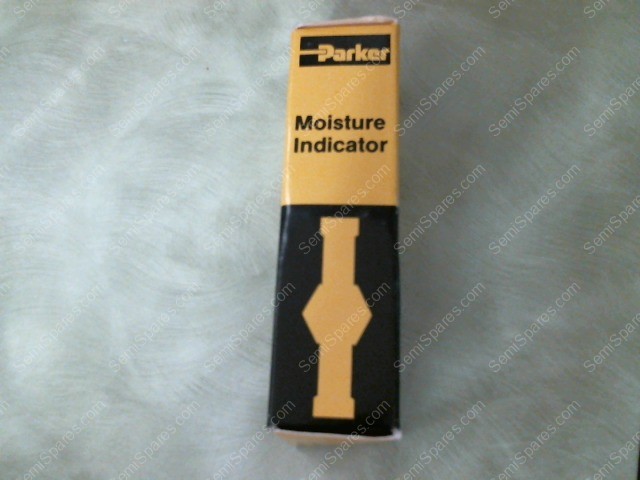 Parker
Moisture
Indicator
SemiSpares.com